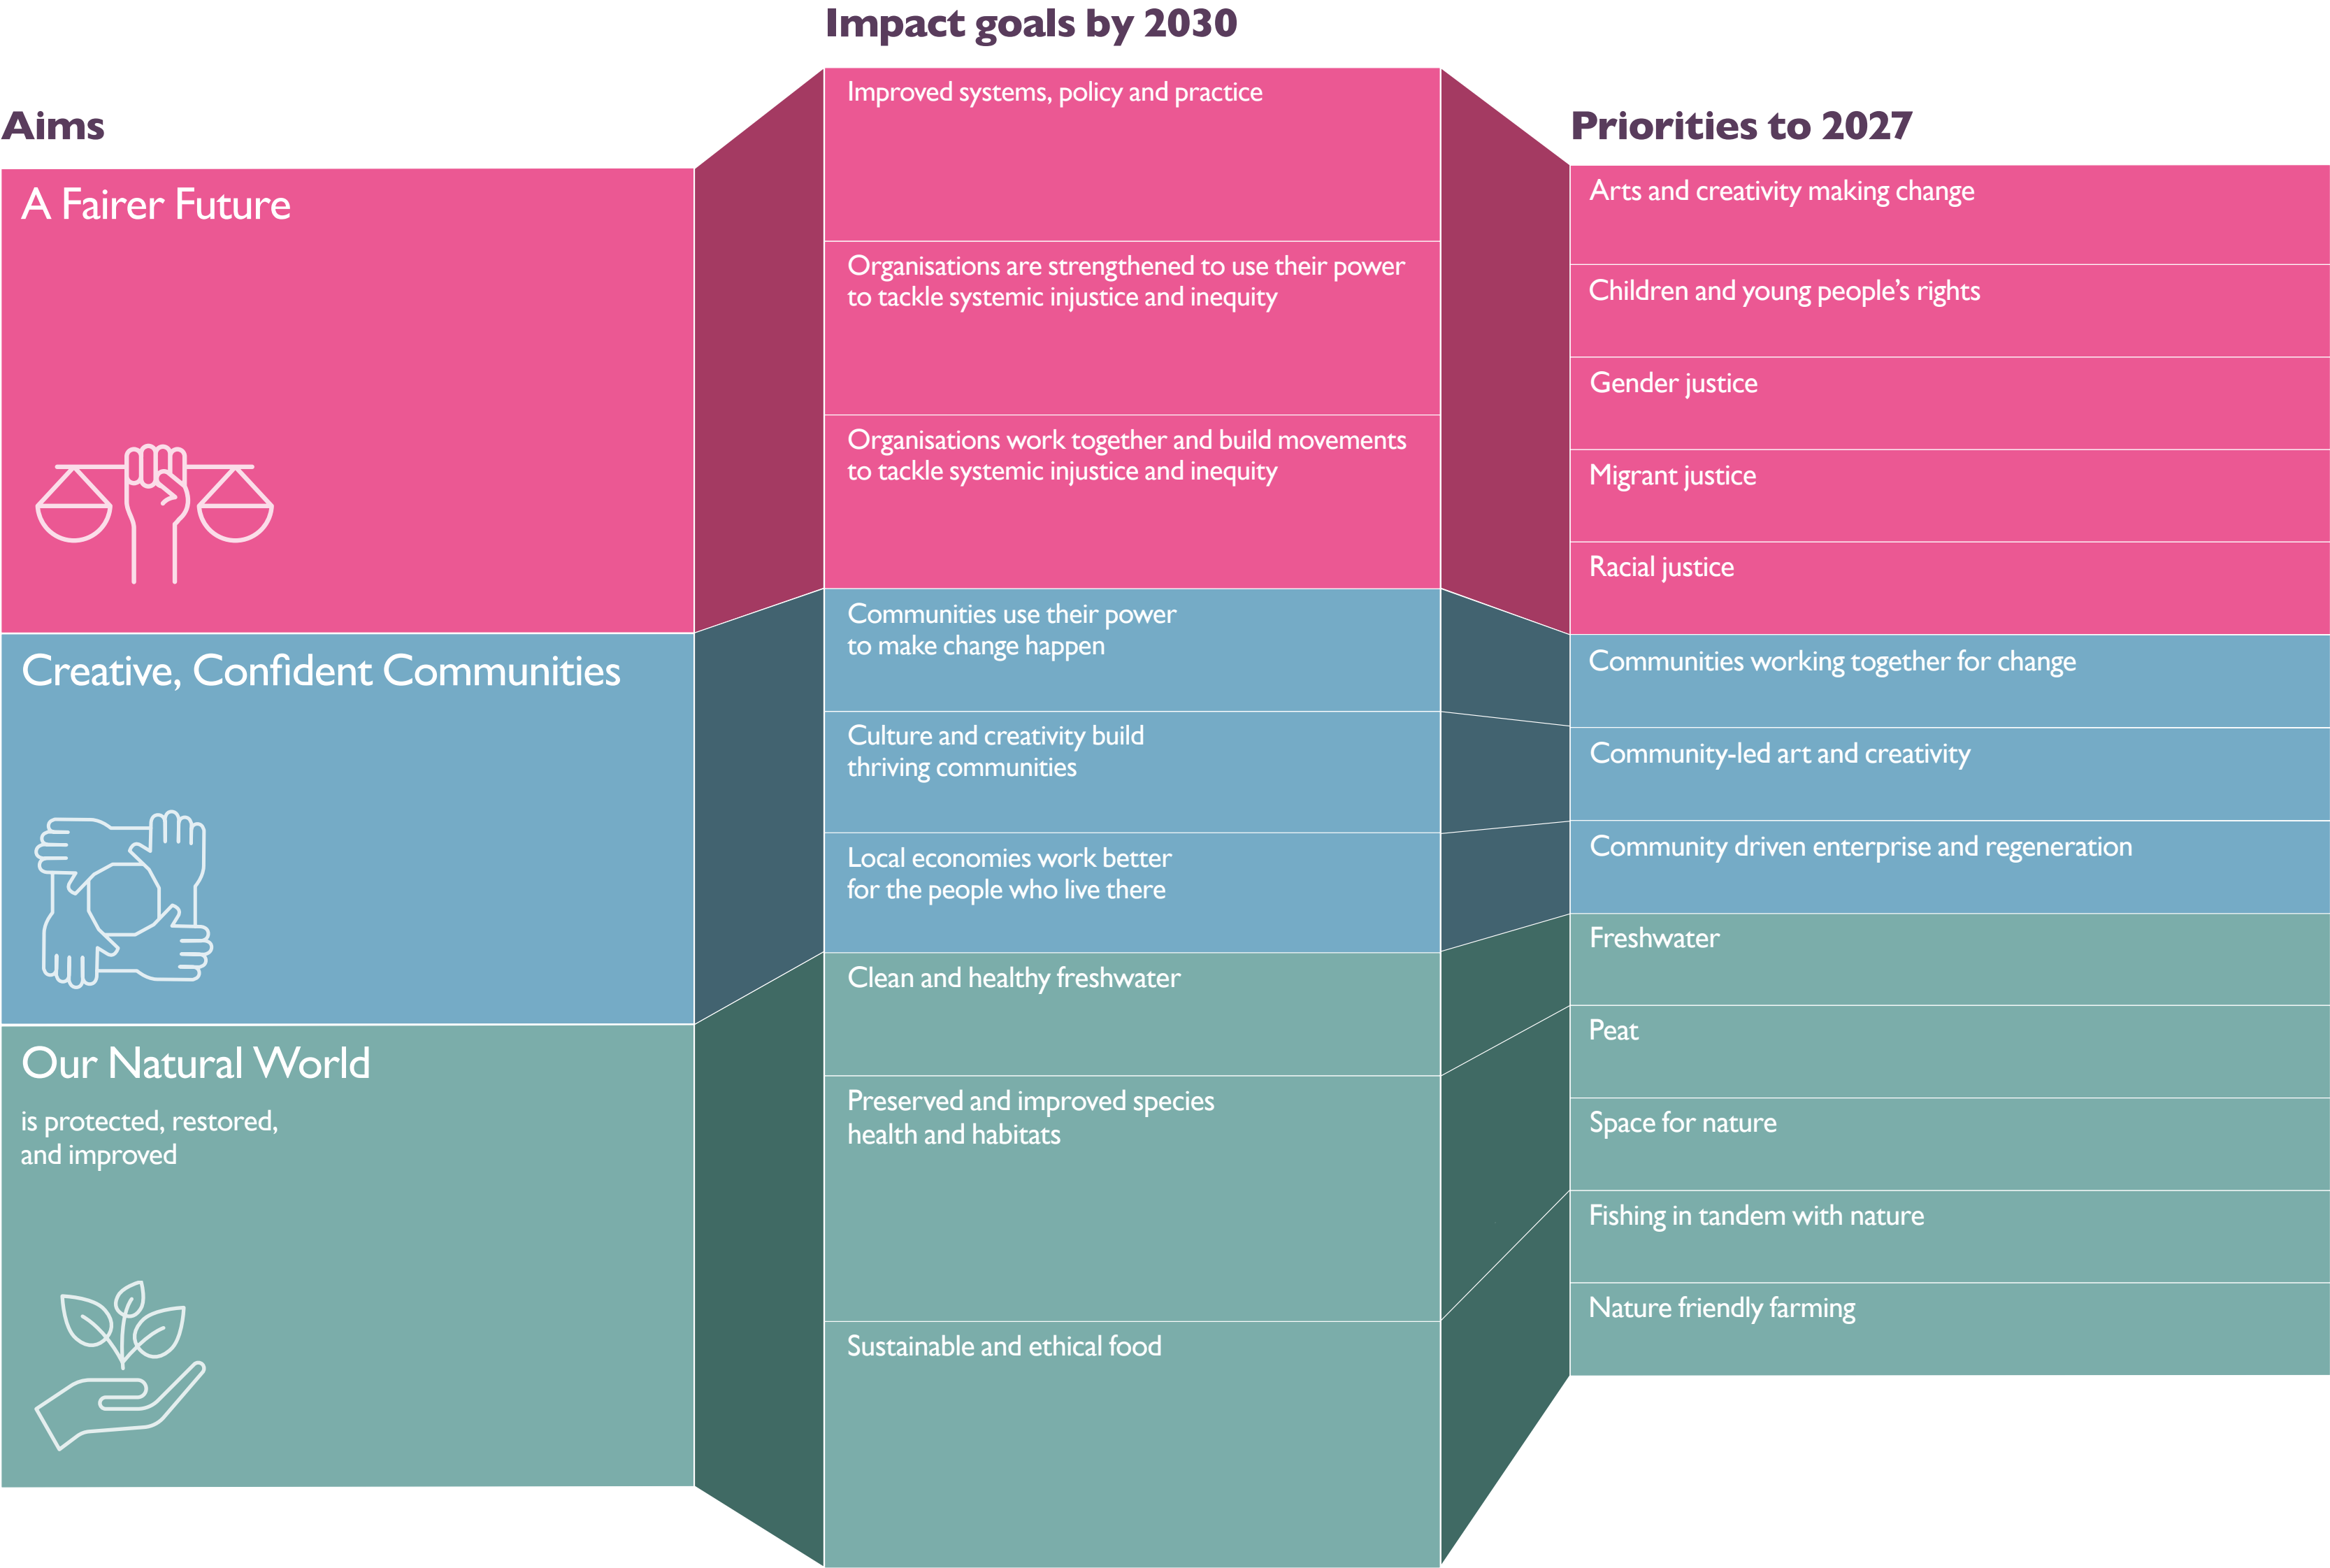 Impact goals by 2030
Aims
Priorities to 2027
A Fairer Future
Creative, Confident Communities
Our Natural World
is protected, restored,
and improved
Improved systems, policy and practice
Organisations are strengthened to use their power
to tackle systemic injustice and inequity
Organisations work together and build movements
to tackle systemic injustice and inequity
Communities use their power
to make change happen
Culture and creativity build
thriving communities
Local economies work better
for the people who live there
Clean and healthy freshwater
Preserved and improved species
health and habitats
Sustainable and ethical food
Arts and creativity making change
Children and young people’s rights
Gender justice
Migrant justice
Racial justice
Communities working together for change
Community-led art and creativity
Community driven enterprise and regeneration
Freshwater
Peat
Space for nature
Fishing in tandem with nature
Nature friendly farming